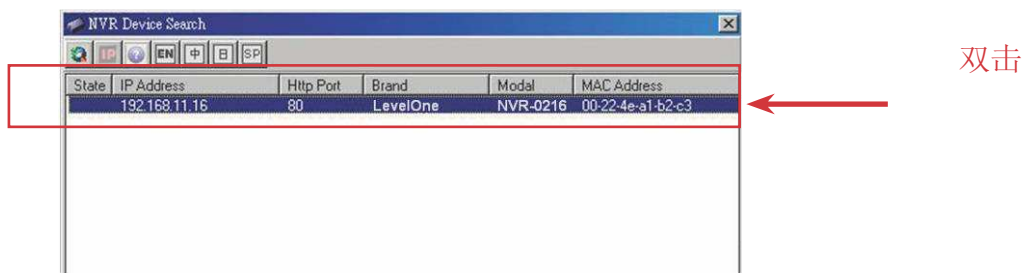 NVR Device Search
IP ? EN 中 日 SP
双击
State IP Address Http Port Brand Modal MAC Address
192.168.11.16 80 LevelOne NVR-0216 00-22-4e-a1-b2-c3